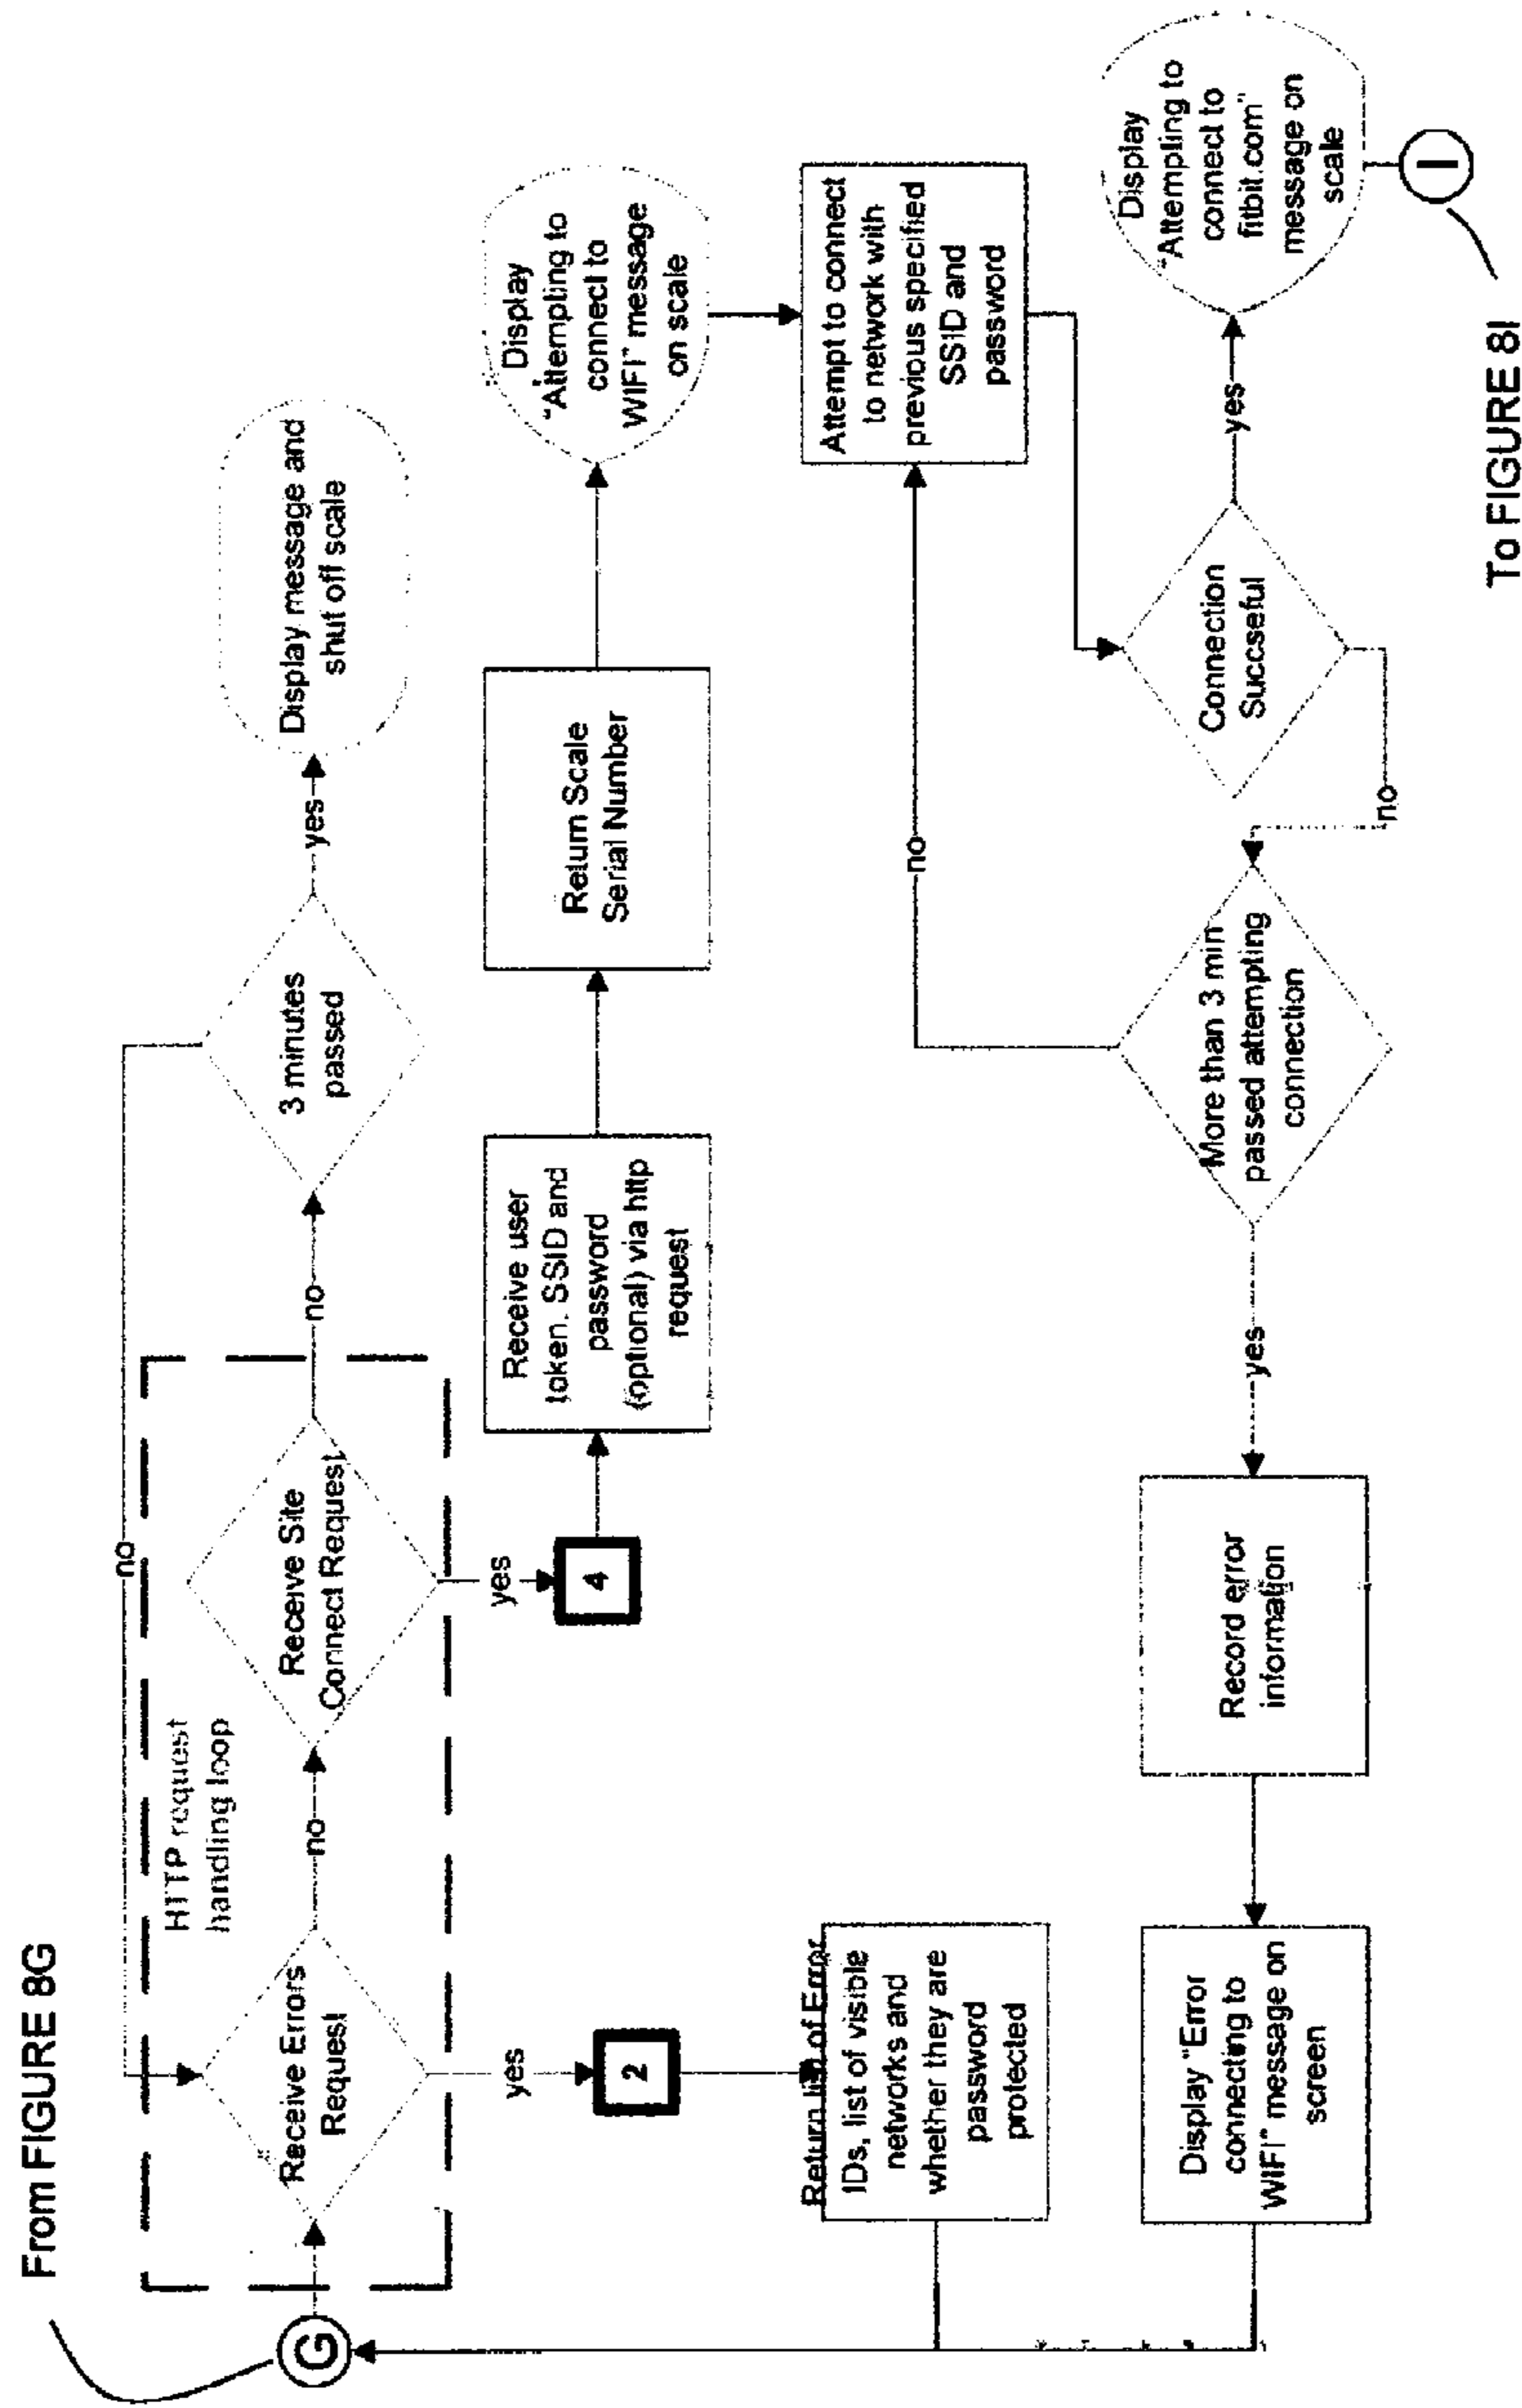 From FIGURE 8G
G
HTTP request
handling loop
Receive Errors
Request
no
Receive Site
Connect Request
no
3 minutes
passed
yes
Display message and
shut off scale
no
yes
2
yes
4
Receive user
token. SSID and
password
(optional) via http
request
Return Scale
Serial Number
Display
"Attempting to
connect to
WIFI" message
on scale
Return list of Error
IDs, list of visible
networks and
whether they are
password
protected
Attempt to connect
to network with
previous specified
SSID and
password
no
Display "Error
connecting to
WIFI" message on
screen
Record error
information
yes
More than 3 min
passed attempting
connection
no
Connection
Succseful
yes
Display
"Attempting to
connect to
fitbit.com"
message on
scale
I
To FIGURE 8I